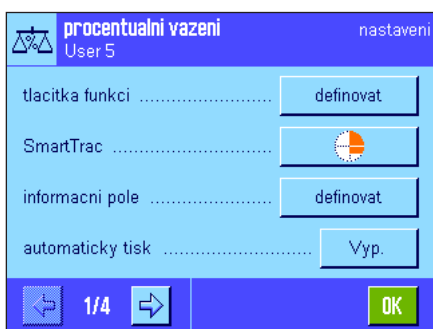 procentualni vazeni nastaveni
User 5
tlacitka funkci ........................ definovat
SmartTrac ............................
informacni pole ...................... definovat
automaticky tisk .......................... Vyp.
1/4 OK